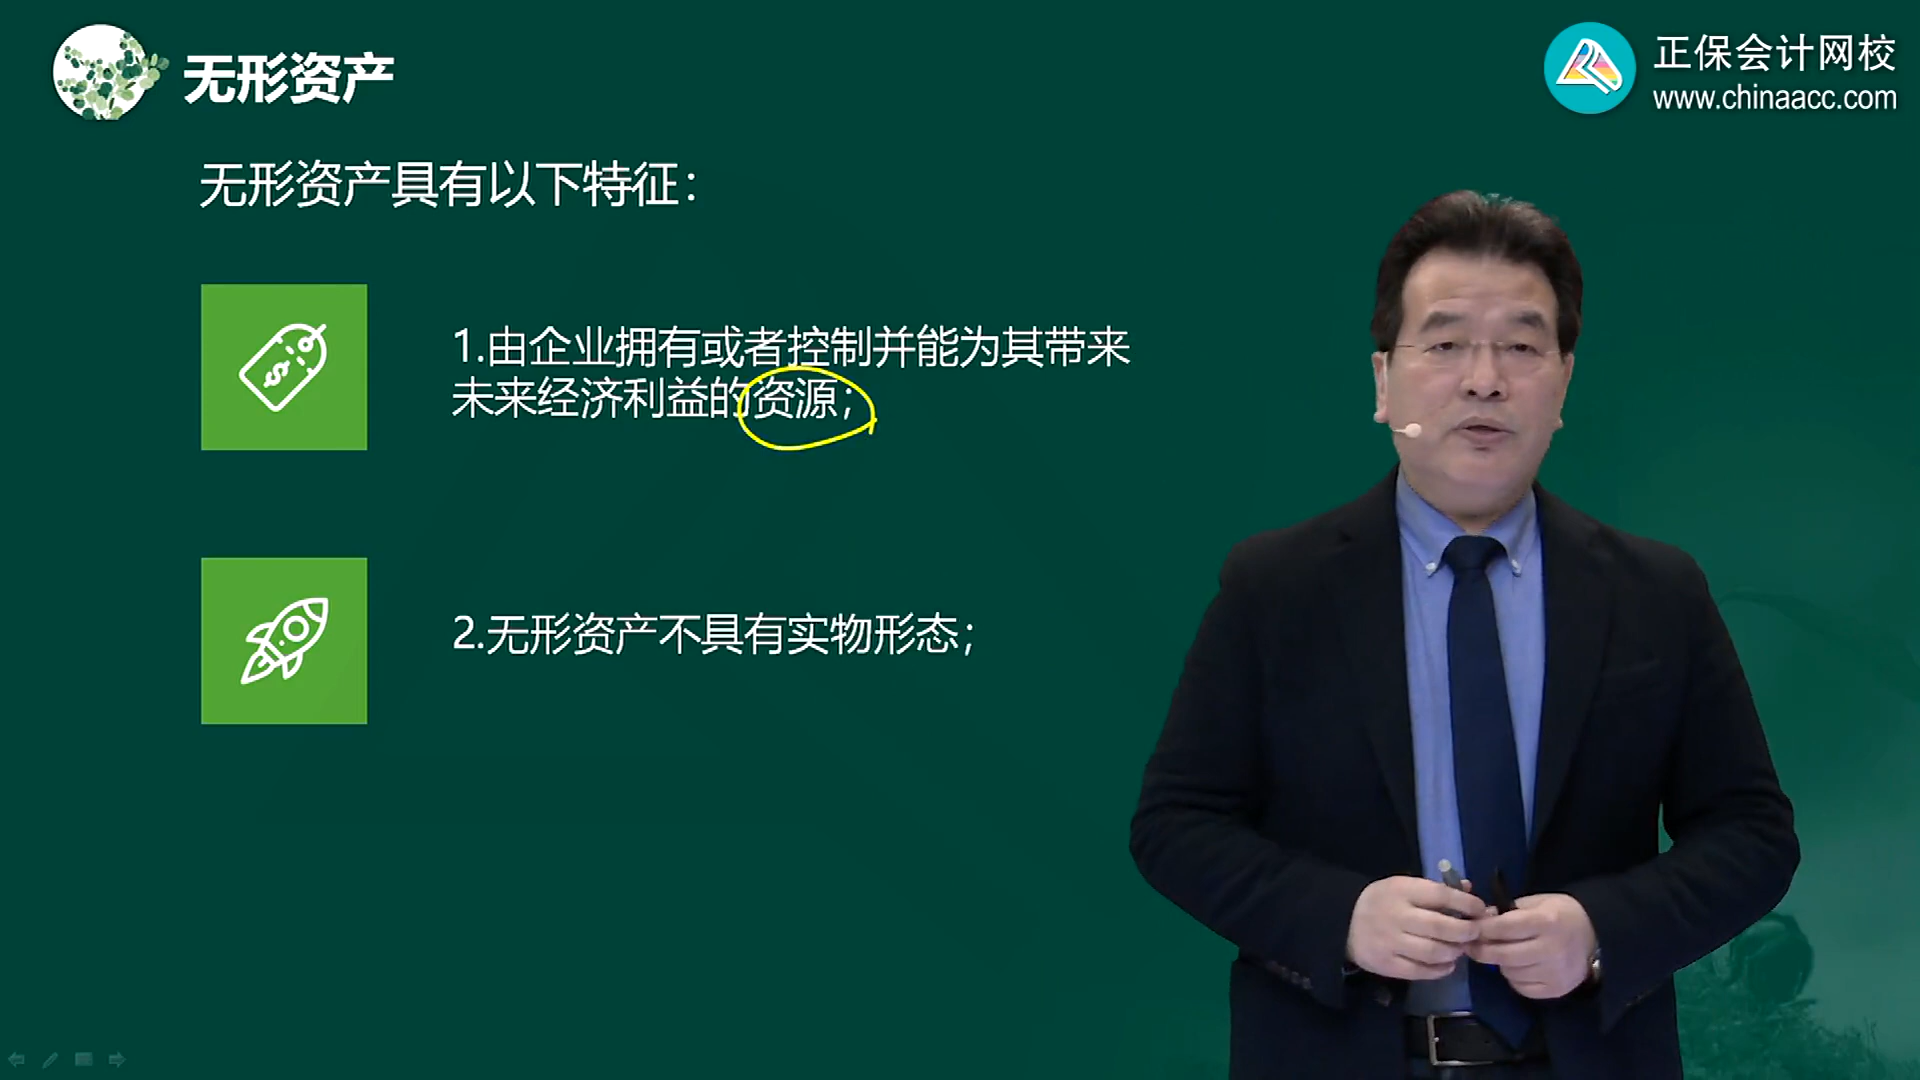 无形资产
正保会计网校
www.chinaacc.com
无形资产具有以下特征：
1.由企业拥有或者控制并能为其带来
未来经济利益的资源；
2.无形资产不具有实物形态；